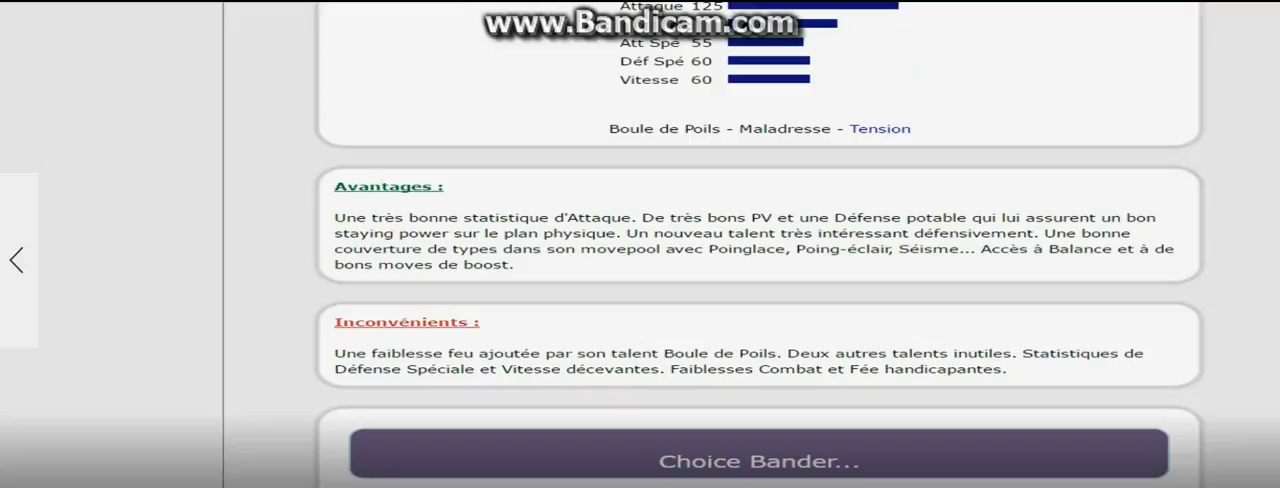 Attaque 125
www.Bandicam.com
Att Spé 55
Déf Spé 60
Vitesse 60
Boule de Poils - Maladresse - Tension
Avantages :
Une très bonne statistique d'Attaque. De très bons PV et une Défense potable qui lui assurent un bon
staying power sur le plan physique. Un nouveau talent très intéressant défensivement. Une bonne
couverture de types dans son movepool avec Poinglace, Poing-éclair, Séisme... Accès à Balance et à de
bons moves de boost.
Inconvénients :
Une faiblesse feu ajoutée par son talent Boule de Poils. Deux autres talents inutiles. Statistiques de
Défense Spéciale et Vitesse décevantes. Faiblesses Combat et Fée handicapantes.
Choice Bander...